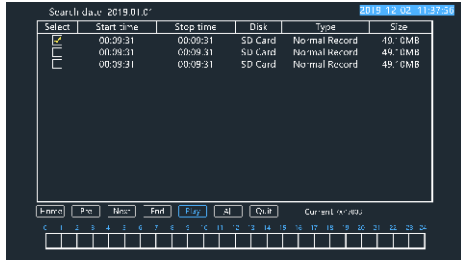 Search date 2019.01.01 2019 12 02 11:37:56
Select Start time Stop time Disk Type Size
00:09:31 00:09:31 SD Card Normal Record 49.10MB
00:09:31 00:09:31 SD Card Normal Record 49.10MB
00:09:31 00:09:31 SD Card Normal Record 49.10MB
Home Pre Next End Play All Quit Current
0 1 2 3 4 5 6 7 8 9 10 11 12 13 14 15 16 17 18 19 20 21 22 23 24